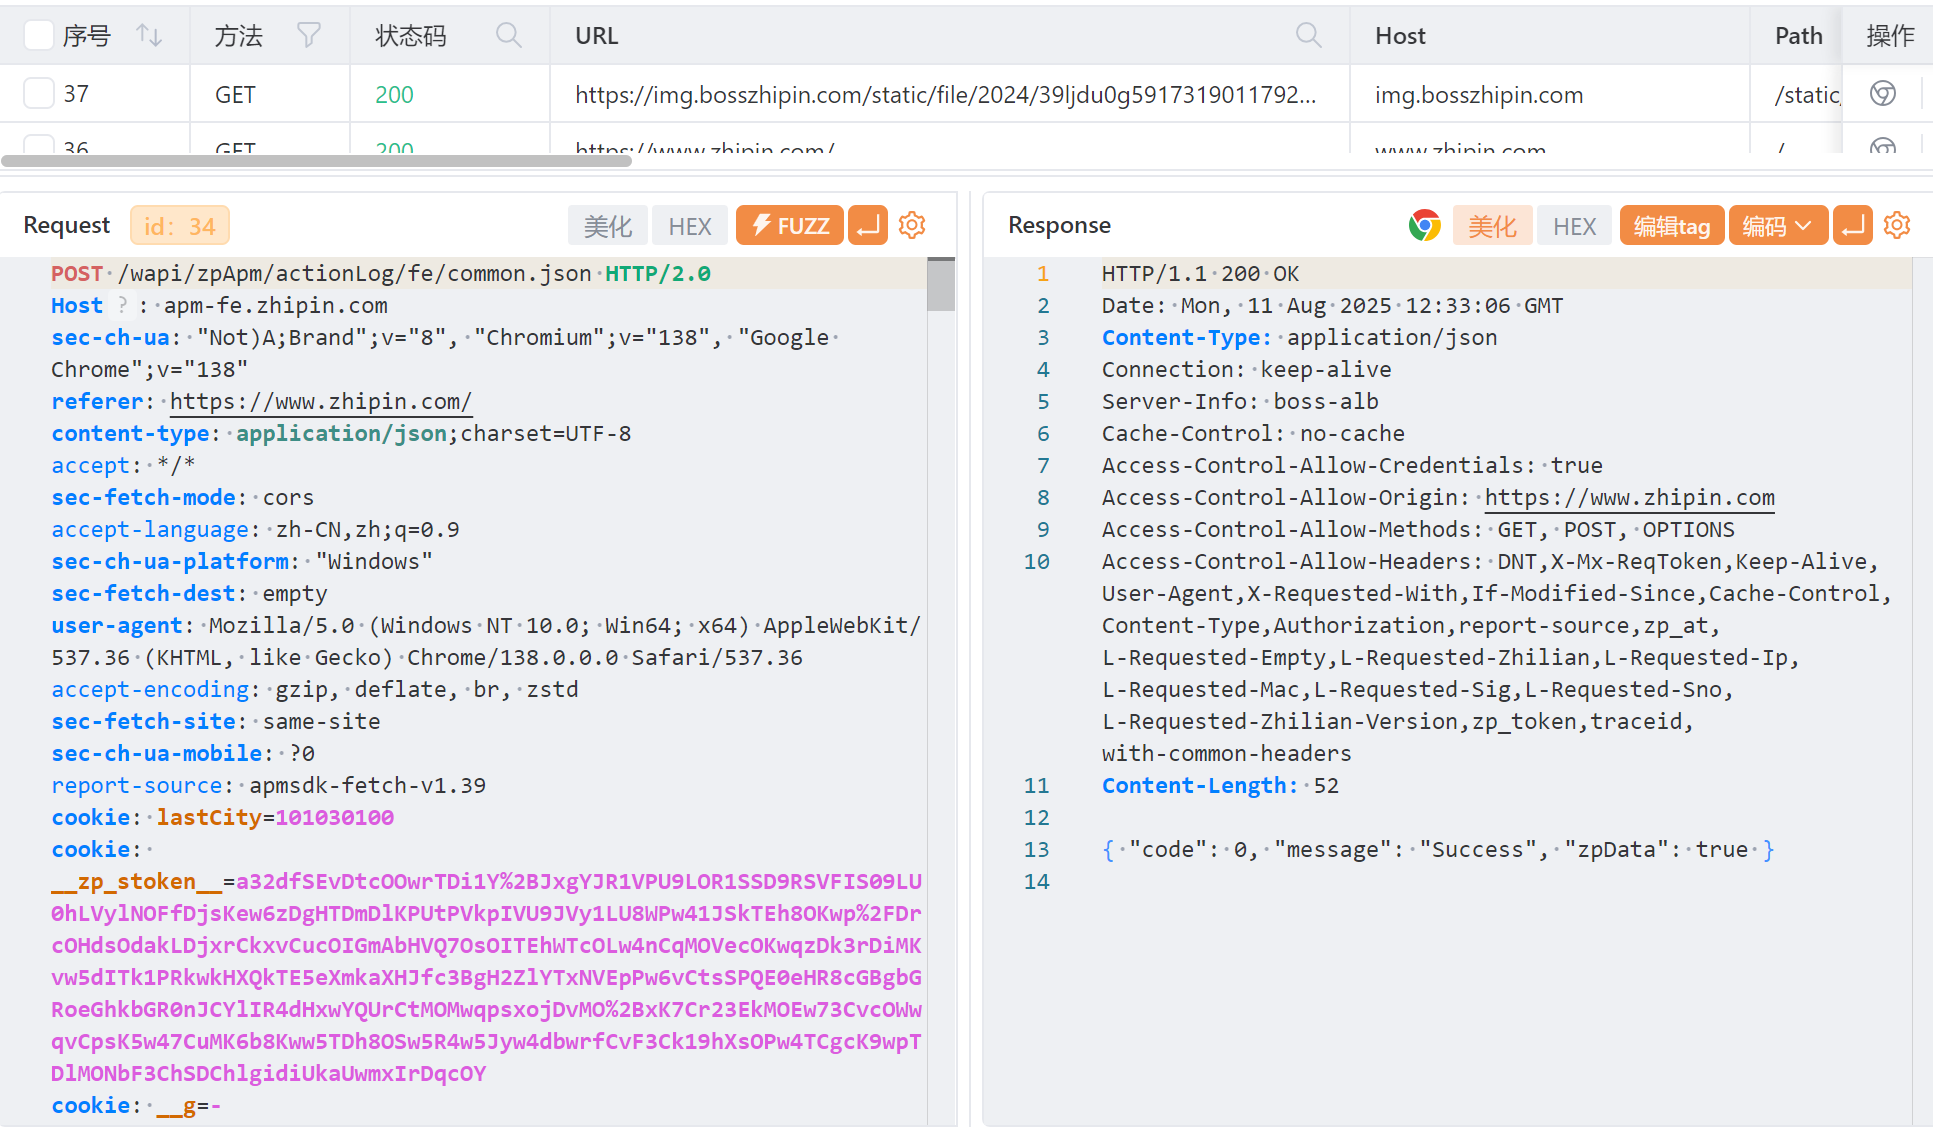 序号
方法
状态码
URL
Host
Path
操作
37
GET
200
https://img.bosszhipin.com/static/file/2024/39ljdu0g5917319011792...
img.bosszhipin.com
/static,
36
GET
200
https://www.zhipin.com/
www.zhipin.com
/
Request
id: 34
美化
HEX
FUZZ
POST /wapi/zpApm/actionLog/fe/common.json HTTP/2.0
Host ? : apm-fe.zhipin.com
sec-ch-ua: "Not)A;Brand";v="8", "Chromium";v="138", "Google
Chrome";v="138"
referer: https://www.zhipin.com/
content-type: application/json;charset=UTF-8
accept: */*
sec-fetch-mode: cors
accept-language: zh-CN,zh;q=0.9
sec-ch-ua-platform: "Windows"
sec-fetch-dest: empty
user-agent: Mozilla/5.0 (Windows NT 10.0; Win64; x64) AppleWebKit/
537.36 (KHTML, like Gecko) Chrome/138.0.0.0 Safari/537.36
accept-encoding: gzip, deflate, br, zstd
sec-fetch-site: same-site
sec-ch-ua-mobile: ?0
report-source: apmsdk-fetch-v1.39
cookie: lastCity=101030100
cookie:
__zp_stoken__=a32dfSEvDtcOOwrTDi1Y%2BJxgYJR1VPU9LOR1SSD9RSVFIS09LU
0hLVylNOFfDjsKew6zDgHTDmDlKPUtPVkpIVU9JVy1LU8WPw41JSkTEh8OKwp%2FDr
cOHdsOdakLDjxrCkxvCucOIGmAbHVQ7OsOITEhWTcOLw4nCqMOVecOKwqzDk3rDiMK
vw5dITk1PRkwkHXQkTE5eXmkaXHJfc3BgH2ZlYTxNVEpPw6vCtsSPQE0eHR8cGBgbG
RoeGhkbGR0nJCYlIR4dHxwYQUrCtMOMwqpsxojDvMO%2BxK7Cr23EkMOEw73CvcOWw
qvCpsK5w47CuMK6b8Kww5TDh8OSw5R4w5Jyw4dbwrfCvF3Ck19hXsOPw4TCgcK9wpT
DlMONbF3ChSDChlgidiUkaUwmxIrDqcOY
cookie: __g=-
Response
美化
HEX
编辑tag
编码
1 HTTP/1.1 200 OK
2 Date: Mon, 11 Aug 2025 12:33:06 GMT
3 Content-Type: application/json
4 Connection: keep-alive
5 Server-Info: boss-alb
6 Cache-Control: no-cache
7 Access-Control-Allow-Credentials: true
8 Access-Control-Allow-Origin: https://www.zhipin.com
9 Access-Control-Allow-Methods: GET, POST, OPTIONS
10 Access-Control-Allow-Headers: DNT,X-Mx-ReqToken,Keep-Alive,
User-Agent,X-Requested-With,If-Modified-Since,Cache-Control,
Content-Type,Authorization,report-source,zp_at,
L-Requested-Empty,L-Requested-Zhilian,L-Requested-Ip,
L-Requested-Mac,L-Requested-Sig,L-Requested-Sno,
L-Requested-Zhilian-Version,zp_token,traceid,
with-common-headers
11 Content-Length: 52
12
13 { "code": 0, "message": "Success", "zpData": true }
14